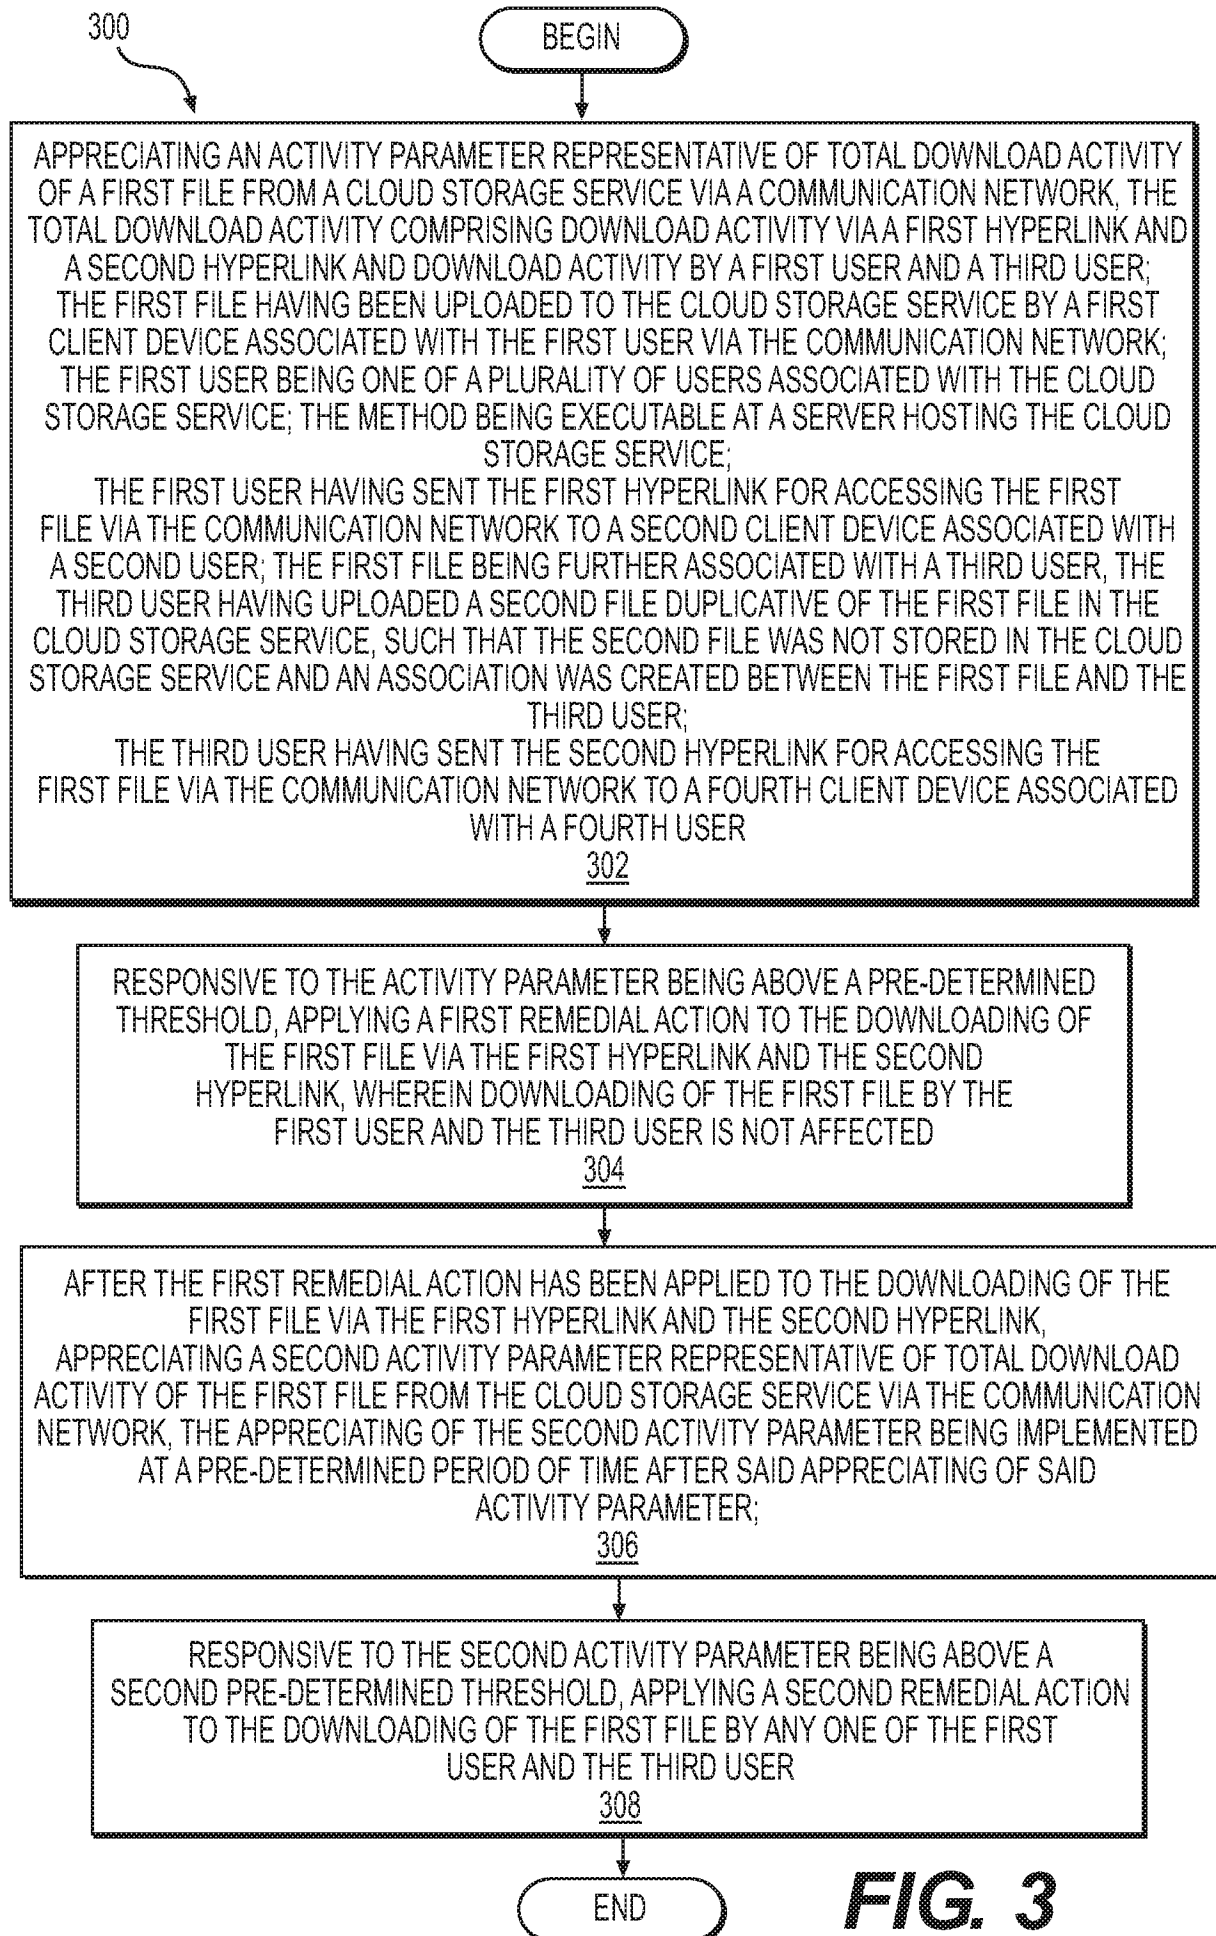 300
BEGIN
APPRECIATING AN ACTIVITY PARAMETER REPRESENTATIVE OF TOTAL DOWNLOAD ACTIVITY
OF A FIRST FILE FROM A CLOUD STORAGE SERVICE VIA A COMMUNICATION NETWORK, THE
TOTAL DOWNLOAD ACTIVITY COMPRISING DOWNLOAD ACTIVITY VIA A FIRST HYPERLINK AND
A SECOND HYPERLINK AND DOWNLOAD ACTIVITY BY A FIRST USER AND A THIRD USER;
THE FIRST FILE HAVING BEEN UPLOADED TO THE CLOUD STORAGE SERVICE BY A FIRST
CLIENT DEVICE ASSOCIATED WITH THE FIRST USER VIA THE COMMUNICATION NETWORK;
THE FIRST USER BEING ONE OF A PLURALITY OF USERS ASSOCIATED WITH THE CLOUD
STORAGE SERVICE; THE METHOD BEING EXECUTABLE AT A SERVER HOSTING THE CLOUD
STORAGE SERVICE;
THE FIRST USER HAVING SENT THE FIRST HYPERLINK FOR ACCESSING THE FIRST
FILE VIA THE COMMUNICATION NETWORK TO A SECOND CLIENT DEVICE ASSOCIATED WITH
A SECOND USER; THE FIRST FILE BEING FURTHER ASSOCIATED WITH A THIRD USER, THE
THIRD USER HAVING UPLOADED A SECOND FILE DUPLICATIVE OF THE FIRST FILE IN THE
CLOUD STORAGE SERVICE, SUCH THAT THE SECOND FILE WAS NOT STORED IN THE CLOUD
STORAGE SERVICE AND AN ASSOCIATION WAS CREATED BETWEEN THE FIRST FILE AND THE
THIRD USER;
THE THIRD USER HAVING SENT THE SECOND HYPERLINK FOR ACCESSING THE
FIRST FILE VIA THE COMMUNICATION NETWORK TO A FOURTH CLIENT DEVICE ASSOCIATED
WITH A FOURTH USER
302
RESPONSIVE TO THE ACTIVITY PARAMETER BEING ABOVE A PRE-DETERMINED
THRESHOLD, APPLYING A FIRST REMEDIAL ACTION TO THE DOWNLOADING OF
THE FIRST FILE VIA THE FIRST HYPERLINK AND THE SECOND
HYPERLINK, WHEREIN DOWNLOADING OF THE FIRST FILE BY THE
FIRST USER AND THE THIRD USER IS NOT AFFECTED
304
AFTER THE FIRST REMEDIAL ACTION HAS BEEN APPLIED TO THE DOWNLOADING OF THE
FIRST FILE VIA THE FIRST HYPERLINK AND THE SECOND HYPERLINK,
APPRECIATING A SECOND ACTIVITY PARAMETER REPRESENTATIVE OF TOTAL DOWNLOAD
ACTIVITY OF THE FIRST FILE FROM THE CLOUD STORAGE SERVICE VIA THE COMMUNICATION
NETWORK, THE APPRECIATING OF THE SECOND ACTIVITY PARAMETER BEING IMPLEMENTED
AT A PRE-DETERMINED PERIOD OF TIME AFTER SAID APPRECIATING OF SAID
ACTIVITY PARAMETER;
306
RESPONSIVE TO THE SECOND ACTIVITY PARAMETER BEING ABOVE A
SECOND PRE-DETERMINED THRESHOLD, APPLYING A SECOND REMEDIAL ACTION
TO THE DOWNLOADING OF THE FIRST FILE BY ANY ONE OF THE FIRST
USER AND THE THIRD USER
308
END
FIG. 3